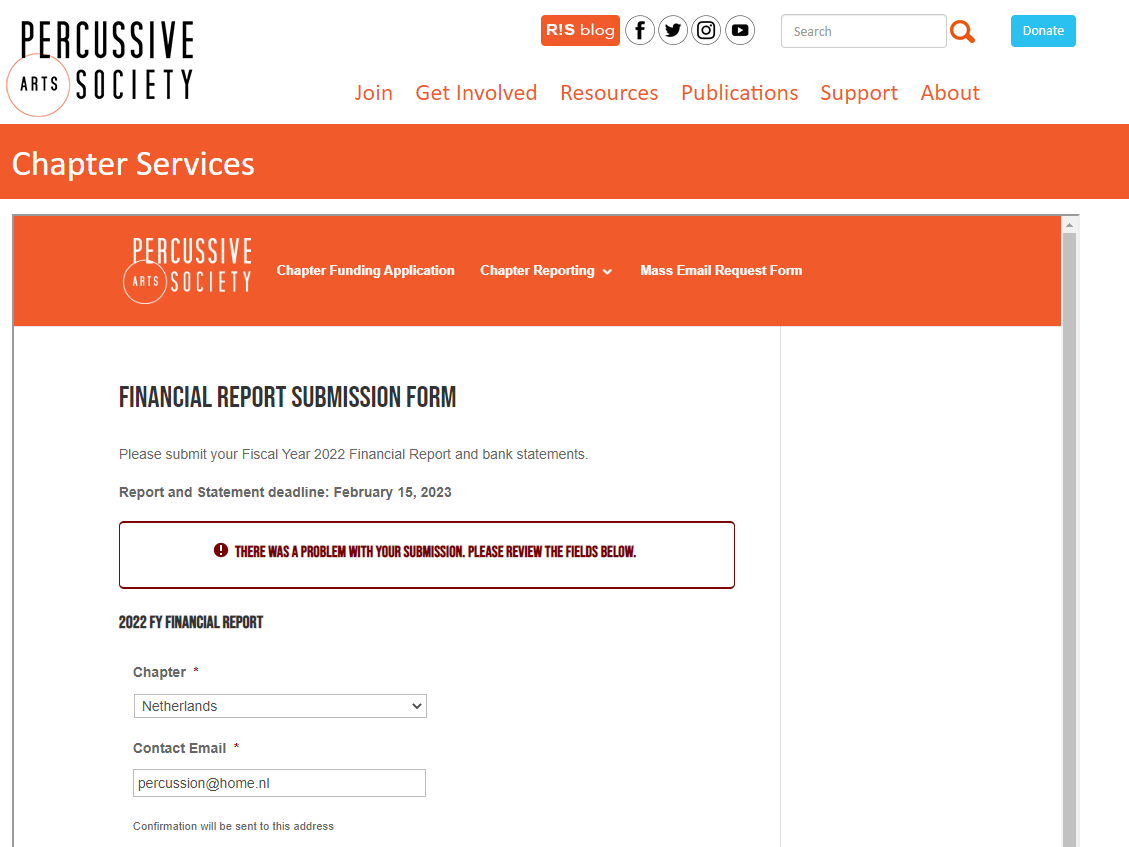 PERCUSSIVE
ARTS SOCIETY
R!S blog
Search
Donate
Join Get Involved Resources Publications Support About
Chapter Services
PERCUSSIVE
ARTS SOCIETY
Chapter Funding Application Chapter Reporting Mass Email Request Form
FINANCIAL REPORT SUBMISSION FORM
Please submit your Fiscal Year 2022 Financial Report and bank statements.
Report and Statement deadline: February 15, 2023
THERE WAS A PROBLEM WITH YOUR SUBMISSION. PLEASE REVIEW THE FIELDS BELOW.
2022 FY FINANCIAL REPORT
Chapter *
Netherlands
Contact Email *
percussion@home.nl
Confirmation will be sent to this address